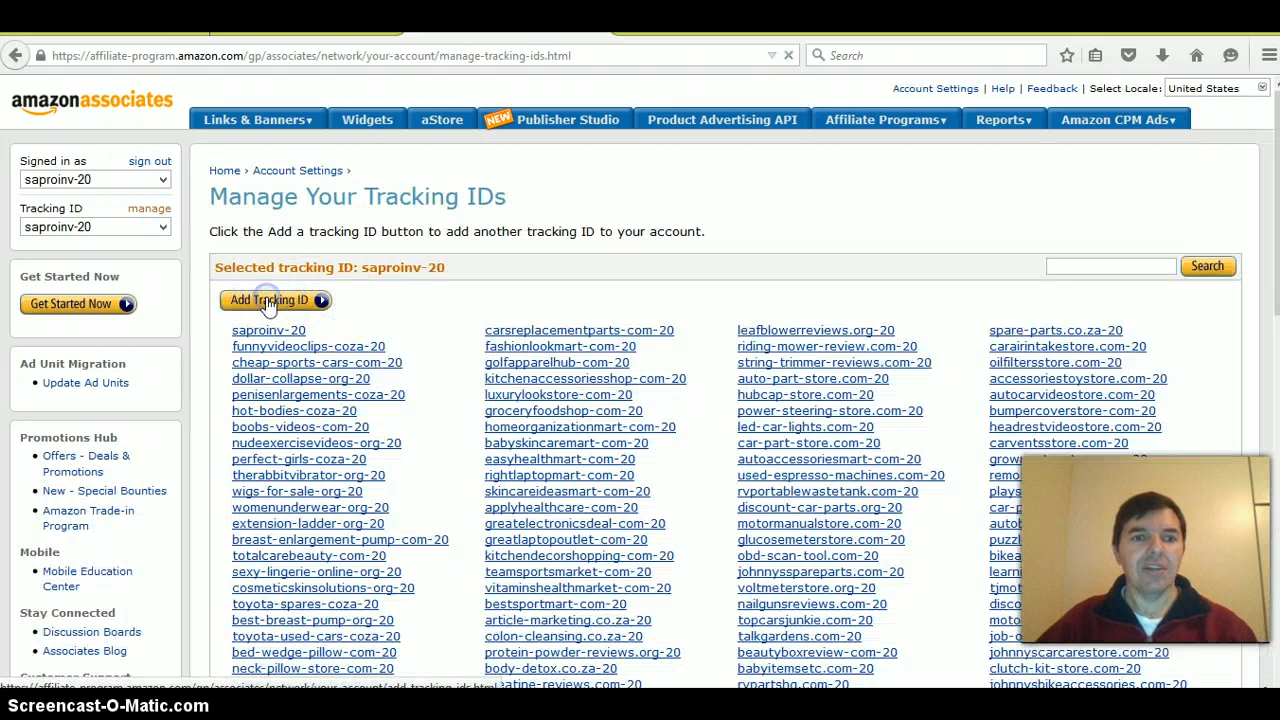 https://affiliate-program.amazon.com/gp/associates/network/your-account/manage-tracking-ids.html
Search
Account Settings | Help | Feedback | Select Locale: United States
amazonassociates
Links & Banners
Widgets
aStore
NEW Publisher Studio
Product Advertising API
Affiliate Programs
Reports
Amazon CPM Ads
Signed in as sign out
saproinv-20
Tracking ID manage
saproinv-20
Get Started Now
Get Started Now
Ad Unit Migration
Update Ad Units
Promotions Hub
Offers - Deals &
Promotions
New - Special Bounties
Amazon Trade-in
Program
Mobile
Mobile Education
Center
Stay Connected
Discussion Boards
Associates Blog
Customer Support
Home › Account Settings ›
Manage Your Tracking IDs
Click the Add a tracking ID button to add another tracking ID to your account.
Selected tracking ID: saproinv-20
Search
Add Tracking ID
saproinv-20
funnyvideoclips-coza-20
cheap-sports-cars-com-20
dollar-collapse-org-20
penisenlargements-coza-20
hot-bodies-coza-20
boobs-videos-com-20
nudeexercisevideos-org-20
perfect-girls-coza-20
therabbitvibrator-org-20
wigs-for-sale-org-20
womenunderwear-org-20
extension-ladder-org-20
breast-enlargement-pump-com-20
totalcarebeauty-com-20
sexy-lingerie-online-org-20
cosmeticskinsolutions-org-20
toyota-spares-coza-20
best-breast-pump-org-20
toyota-used-cars-coza-20
bed-wedge-pillow-com-20
neck-pillow-store-com-20
carsreplacementparts-com-20
fashionlookmart-com-20
golfapparelhub-com-20
kitchenaccessoriesshop-com-20
luxurylookstore-com-20
groceryfoodshop-com-20
homeorganizationmart-com-20
babyskincaremart-com-20
easyhealthmart-com-20
rightlaptopmart-com-20
skincareideasmart-com-20
applyhealthcare-com-20
greatelectronicsdeal-com-20
greatlaptopoutlet-com-20
kitchendecorshopping-com-20
teamsportsmarket-com-20
vitaminshealthmarket-com-20
bestsportmart-com-20
article-marketing.co.za-20
colon-cleansing.co.za-20
protein-powder-reviews.org-20
body-detox.co.za-20
leafblowerreviews.org-20
riding-mower-review.com-20
string-trimmer-reviews.com-20
auto-part-store.com-20
hubcap-store.com-20
power-steering-store.com-20
led-car-lights.com-20
car-part-store.com-20
autoaccessoriesmart-com-20
used-espresso-machines.com-20
rvportablewastetank.com-20
discount-car-parts.org-20
motormanualstore.com-20
glucosemeterstore.com-20
obd-scan-tool.com-20
johnnysspareparts.com-20
voltmeterstore.org-20
nailgunsreviews.com-20
topcarsjunkie.com-20
talkgardens.com-20
beautyboxreview-com-20
babyitemsetc.com-20
rvpartshq.com-20
spare-parts.co.za-20
carairintakestore.com-20
oilfiltersstore.com-20
accessoriestoystore.com-20
autocarvideostore.com-20
bumpercoverstore.com-20
headrestvideostore.com-20
carventsstore.com-20
johnnyscarcarestore.com-20
clutch-kit-store.com-20
johnnysbikeaccessories.com-20
Screencast-O-Matic.com